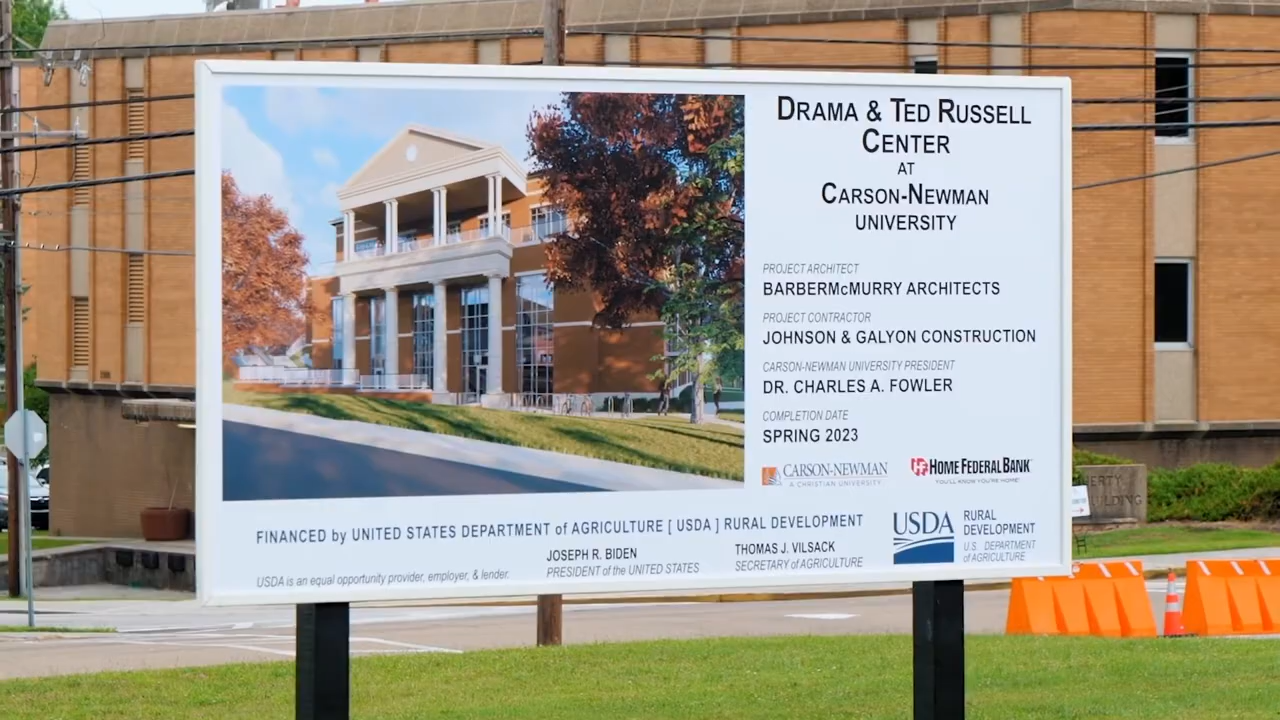 DRAMA & TED RUSSELL
CENTER
AT
CARSON-NEWMAN
UNIVERSITY
PROJECT ARCHITECT
BARBERMcMURRY ARCHITECTS
PROJECT CONTRACTOR
JOHNSON & GALYON CONSTRUCTION
CARSON-NEWMAN UNIVERSITY PRESIDENT
DR. CHARLES A. FOWLER
COMPLETION DATE
SPRING 2023
CARSON-NEWMAN
A CHRISTIAN UNIVERSITY
HF HOME FEDERAL BANK
YOU'LL KNOW YOU'RE HOME
FINANCED by UNITED STATES DEPARTMENT of AGRICULTURE [ USDA ] RURAL DEVELOPMENT
JOSEPH R. BIDEN
PRESIDENT of the UNITED STATES
THOMAS J. VILSACK
SECRETARY of AGRICULTURE
USDA is an equal opportunity provider, employer, & lender.
USDA
RURAL
DEVELOPMENT
U.S. DEPARTMENT
of AGRICULTURE
BUILDING